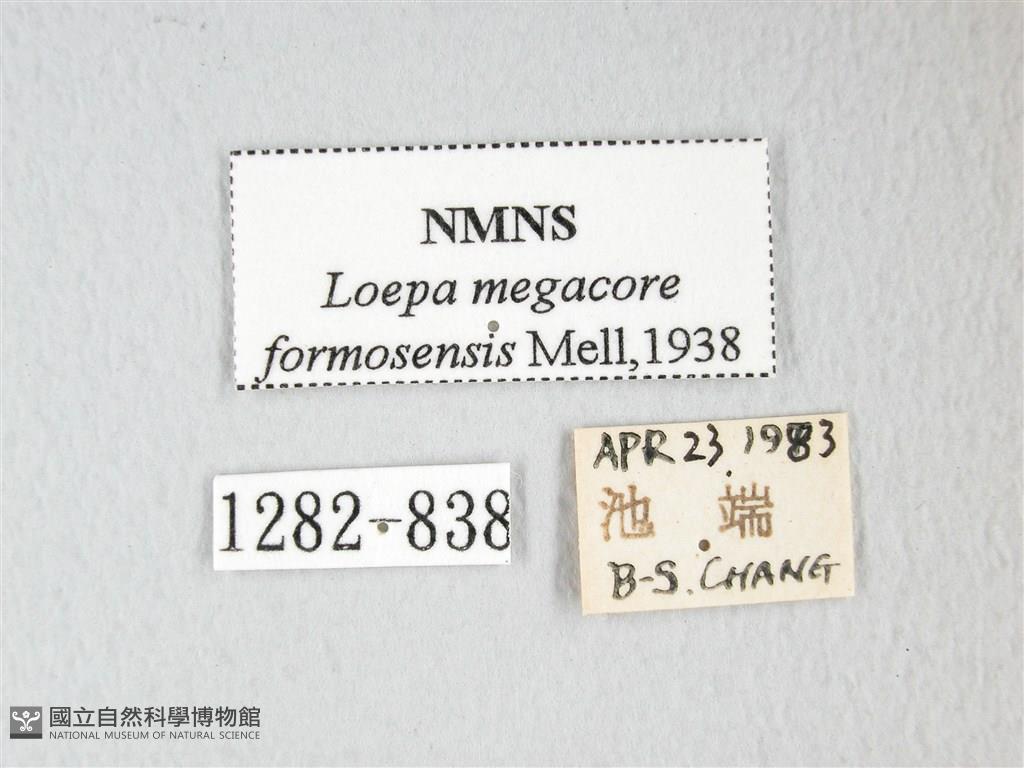 NMNS
Loepa megacore
formosensis Mell,1938
1282-838
APR 23. 1983
池 端
B-S. CHANG
國立自然科學博物館
NATIONAL MUSEUM OF NATURAL SCIENCE